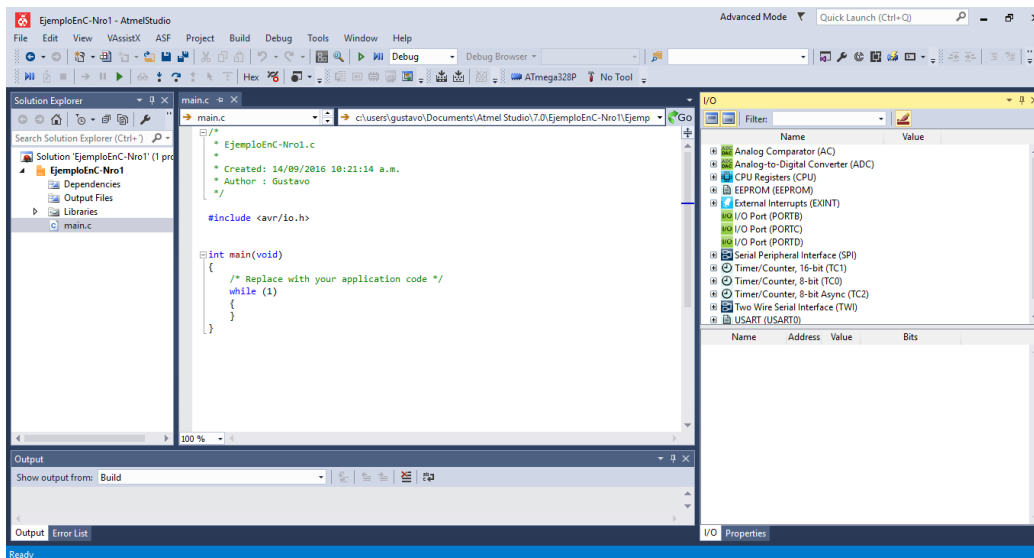 EjemploEnC-Nro1 - AtmelStudio
Advanced Mode
Quick Launch (Ctrl+Q)
File Edit View VAssistX ASF Project Build Debug Tools Window Help
Debug
Debug Browser
Hex
ATmega328P
No Tool
Solution Explorer
Search Solution Explorer (Ctrl+´)
Solution 'EjemploEnC-Nro1' (1 pro
EjemploEnC-Nro1
Dependencies
Output Files
Libraries
main.c
main.c
main.c
c:\users\gustavo\Documents\Atmel Studio\7.0\EjemploEnC-Nro1\Ejemp
Go
/*
* EjemploEnC-Nro1.c
*
* Created: 14/09/2016 10:21:14 a.m.
* Author : Gustavo
*/
#include <avr/io.h>
int main(void)
{
/* Replace with your application code */
while (1)
{
}
}
100 %
I/O
Filter:
Name Value
Analog Comparator (AC)
Analog-to-Digital Converter (ADC)
CPU Registers (CPU)
EEPROM (EEPROM)
External Interrupts (EXINT)
I/O Port (PORTB)
I/O Port (PORTC)
I/O Port (PORTD)
Serial Peripheral Interface (SPI)
Timer/Counter, 16-bit (TC1)
Timer/Counter, 8-bit (TC0)
Timer/Counter, 8-bit Async (TC2)
Two Wire Serial Interface (TWI)
USART (USART0)
Name Address Value Bits
Output
Show output from: Build
Output Error List
I/O Properties
Ready